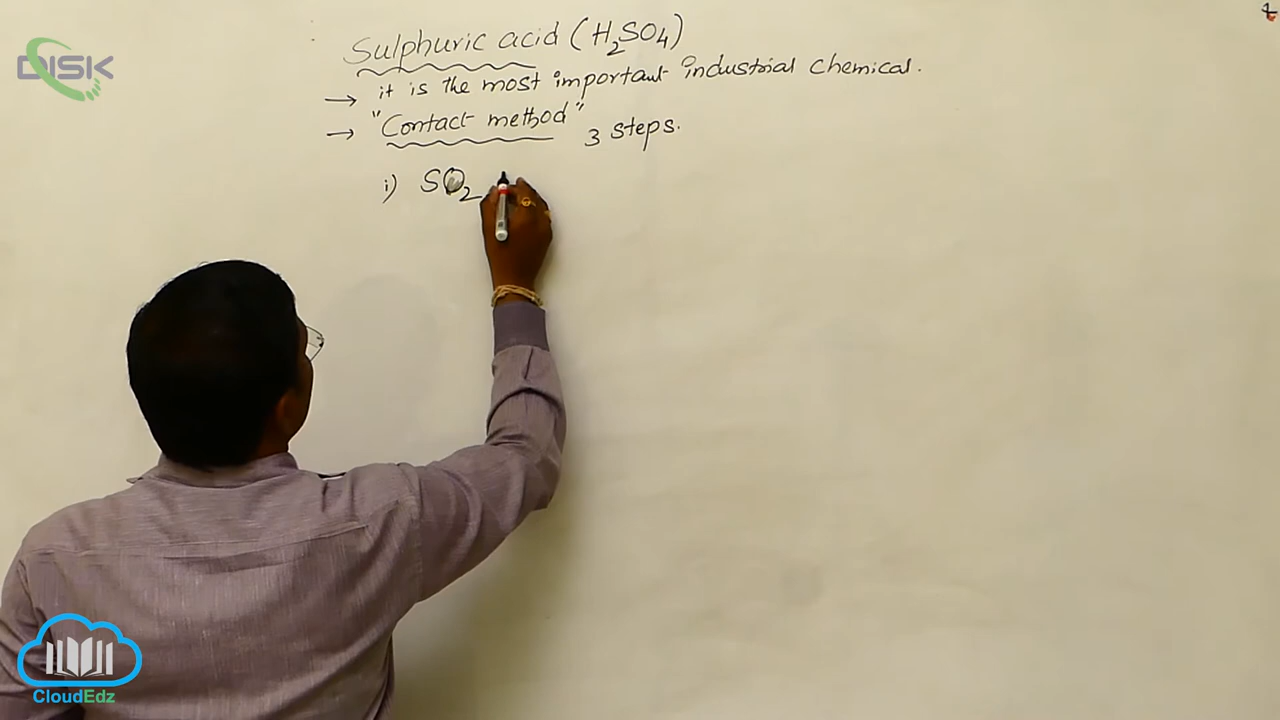 DISK
Sulphuric acid (H2SO4)
→ it is the most important industrial chemical.
→ "Contact method" 3 steps.
i) SO2
CloudEdz